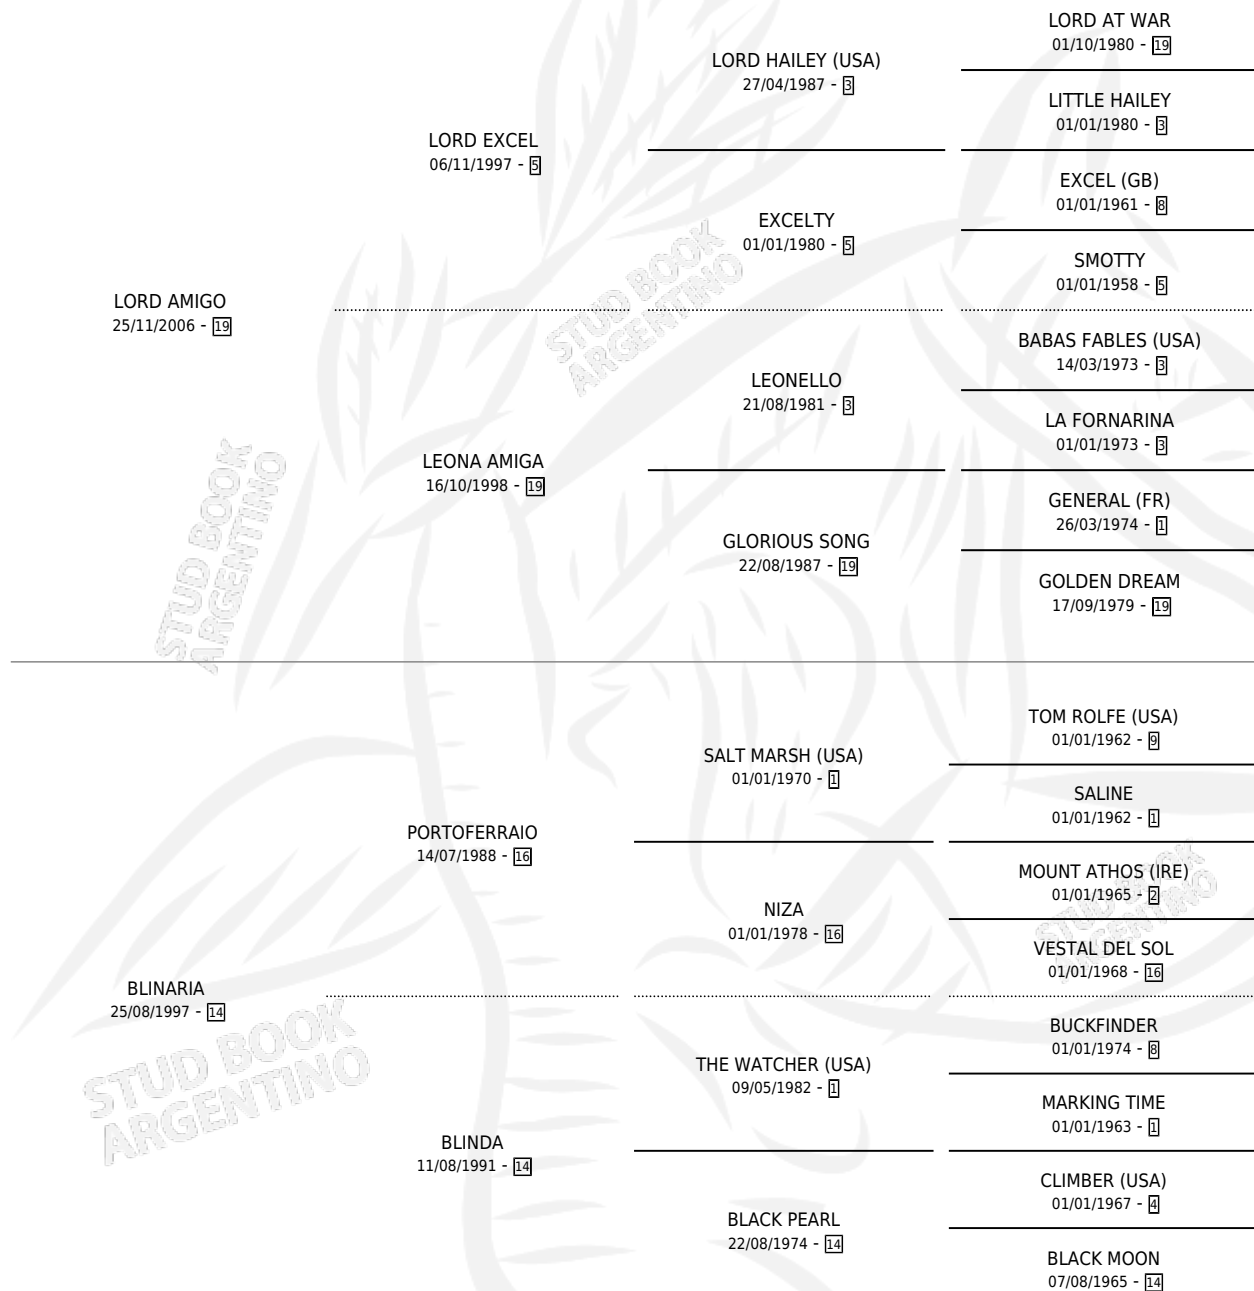 LORD AT WAR
01/10/1980 - 19
LORD HAILEY (USA)
27/04/1987 - 3
LITTLE HAILEY
01/01/1980 - 3
LORD EXCEL
06/11/1997 - 5
EXCEL (GB)
01/01/1961 - 8
EXCELTY
01/01/1980 - 5
SMOTTY
01/01/1958 - 5
LORD AMIGO
25/11/2006 - 19
BABAS FABLES (USA)
14/03/1973 - 3
LEONELLO
21/08/1981 - 3
LA FORNARINA
01/01/1973 - 3
LEONA AMIGA
16/10/1998 - 19
GENERAL (FR)
26/03/1974 - 1
GLORIOUS SONG
22/08/1987 - 19
GOLDEN DREAM
17/09/1979 - 19
TOM ROLFE (USA)
01/01/1962 - 9
SALT MARSH (USA)
01/01/1970 - 1
SALINE
01/01/1962 - 1
PORTOFERRAIO
14/07/1988 - 16
MOUNT ATHOS (IRE)
01/01/1965 - 2
NIZA
01/01/1978 - 16
VESTAL DEL SOL
01/01/1968 - 16
BLINARIA
25/08/1997 - 14
BUCKFINDER
01/01/1974 - 8
THE WATCHER (USA)
09/05/1982 - 1
MARKING TIME
01/01/1963 - 1
BLINDA
11/08/1991 - 14
CLIMBER (USA)
01/01/1967 - 4
BLACK PEARL
22/08/1974 - 14
BLACK MOON
07/08/1965 - 14
STUD BOOK
ARGENTINO
STUD BOOK
ARGENTINO
STUD BOOK
ARGENTINO
STUD BOOK
ARGENTINO